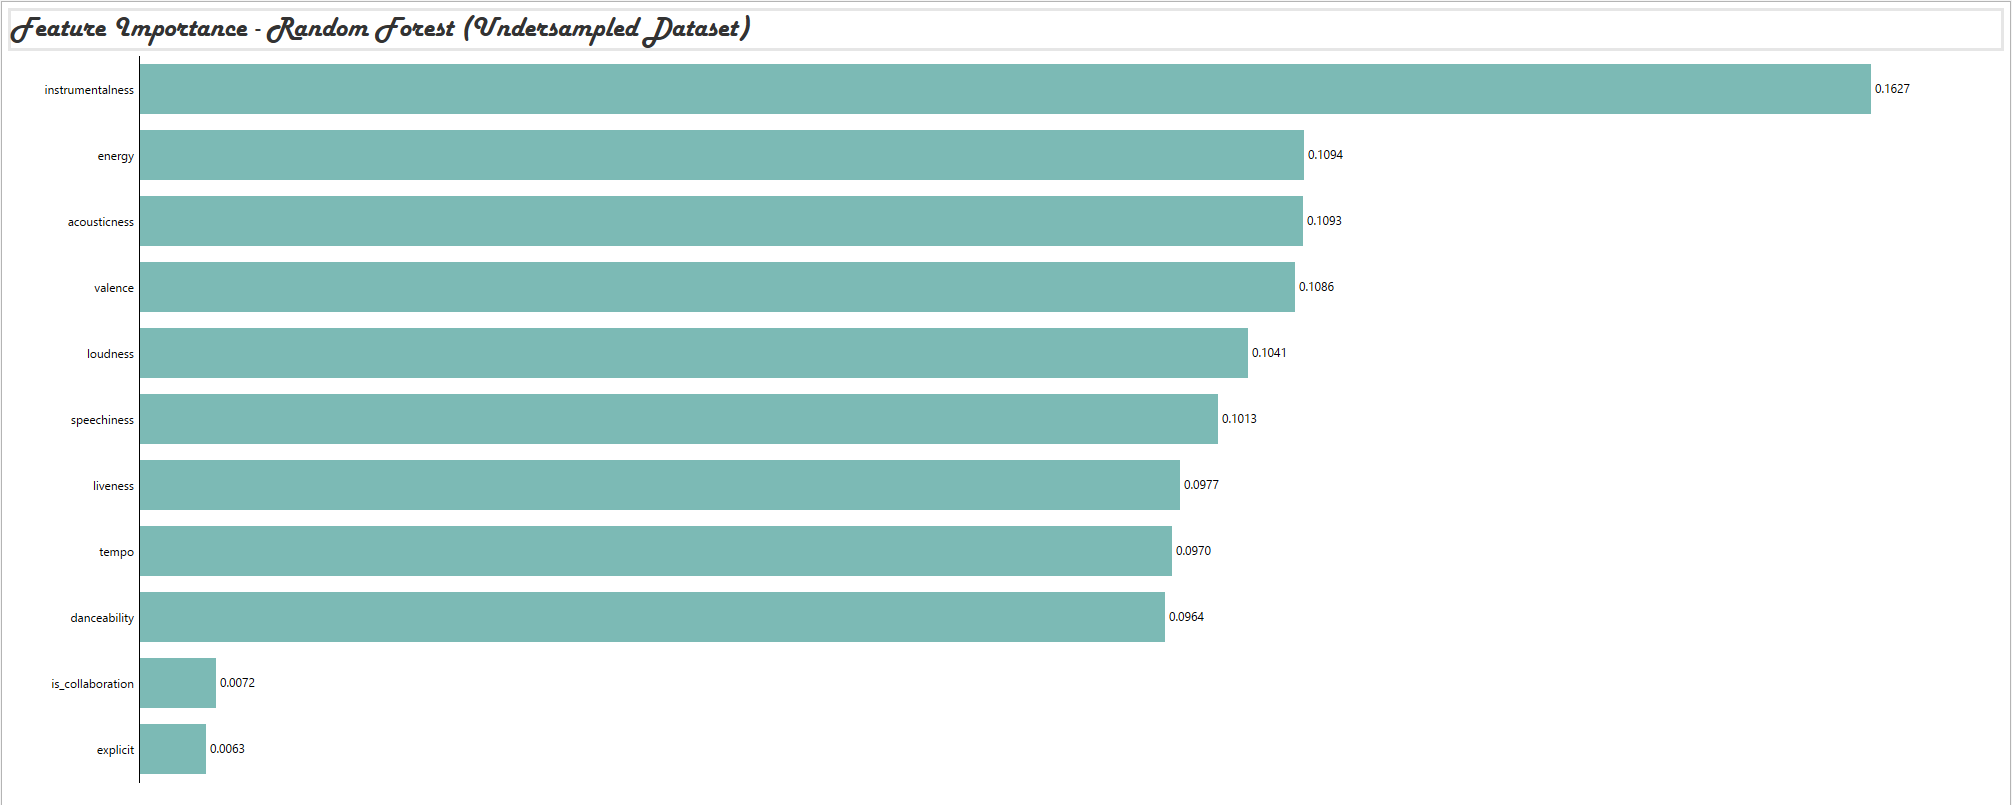 Feature Importance - Random Forest (Undersampled Dataset)
instrumentalness 0.1627
energy 0.1094
acousticness 0.1093
valence 0.1086
loudness 0.1041
speechiness 0.1013
liveness 0.0977
tempo 0.0970
danceability 0.0964
is_collaboration 0.0072
explicit 0.0063